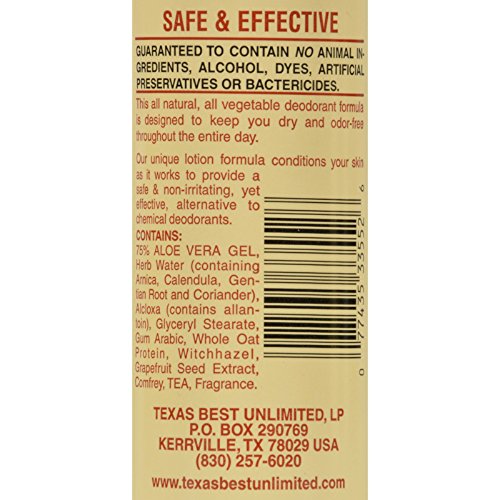 SAFE & EFFECTIVE
GUARANTEED TO CONTAIN NO ANIMAL IN-
GREDIENTS, ALCOHOL, DYES, ARTIFICIAL
PRESERVATIVES OR BACTERICIDES.
This all natural, all vegetable deodorant formula
is designed to keep you dry and odor-free
throughout the entire day.
Our unique lotion formula conditions your skin
as it works to provide a
safe & non-irritating, yet
effective, alternative to
chemical deodorants.
CONTAINS:
75% ALOE VERA GEL,
Herb Water (containing
Arnica, Calendula, Gen-
tian Root and Coriander),
Alcloxa (contains allan-
toin), Glyceryl Stearate,
Gum Arabic, Whole Oat
Protein, Witchhazel,
Grapefruit Seed Extract,
Comfrey, TEA, Fragrance.
0 77435 33552 6
TEXAS BEST UNLIMITED, LP
P.O. BOX 290769
KERRVILLE, TX 78029 USA
(830) 257-6020
www.texasbestunlimited.com